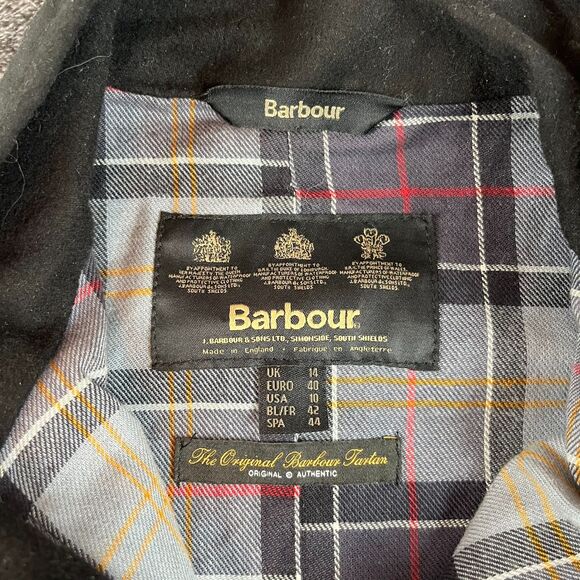 Barbour
BY APPOINTMENT TO
HER MAJESTY THE QUEEN
MANUFACTURERS OF WATERPROOF
AND PROTECTIVE CLOTHING
J.BARBOUR & SONS LTD
SOUTH SHIELDS
BY APPOINTMENT TO
H.R.H. THE DUKE OF EDINBURGH
MANUFACTURERS OF WATERPROOF
AND PROTECTIVE CLOTHING
J.BARBOUR & SONS LTD
SOUTH SHIELDS
BY APPOINTMENT TO
H.R.H. THE PRINCE OF WALES
MANUFACTURERS OF WATERPROOF
AND PROTECTIVE CLOTHING
J.BARBOUR & SONS LTD
SOUTH SHIELDS
Barbour
J. BARBOUR & SONS LTD, SIMONSIDE, SOUTH SHIELDS
Made in England • Fabriqué en Angleterre
UK 14
EURO 40
USA 10
BL/FR 42
SPA 44
The Original Barbour Tartan
ORIGINAL © AUTHENTIC